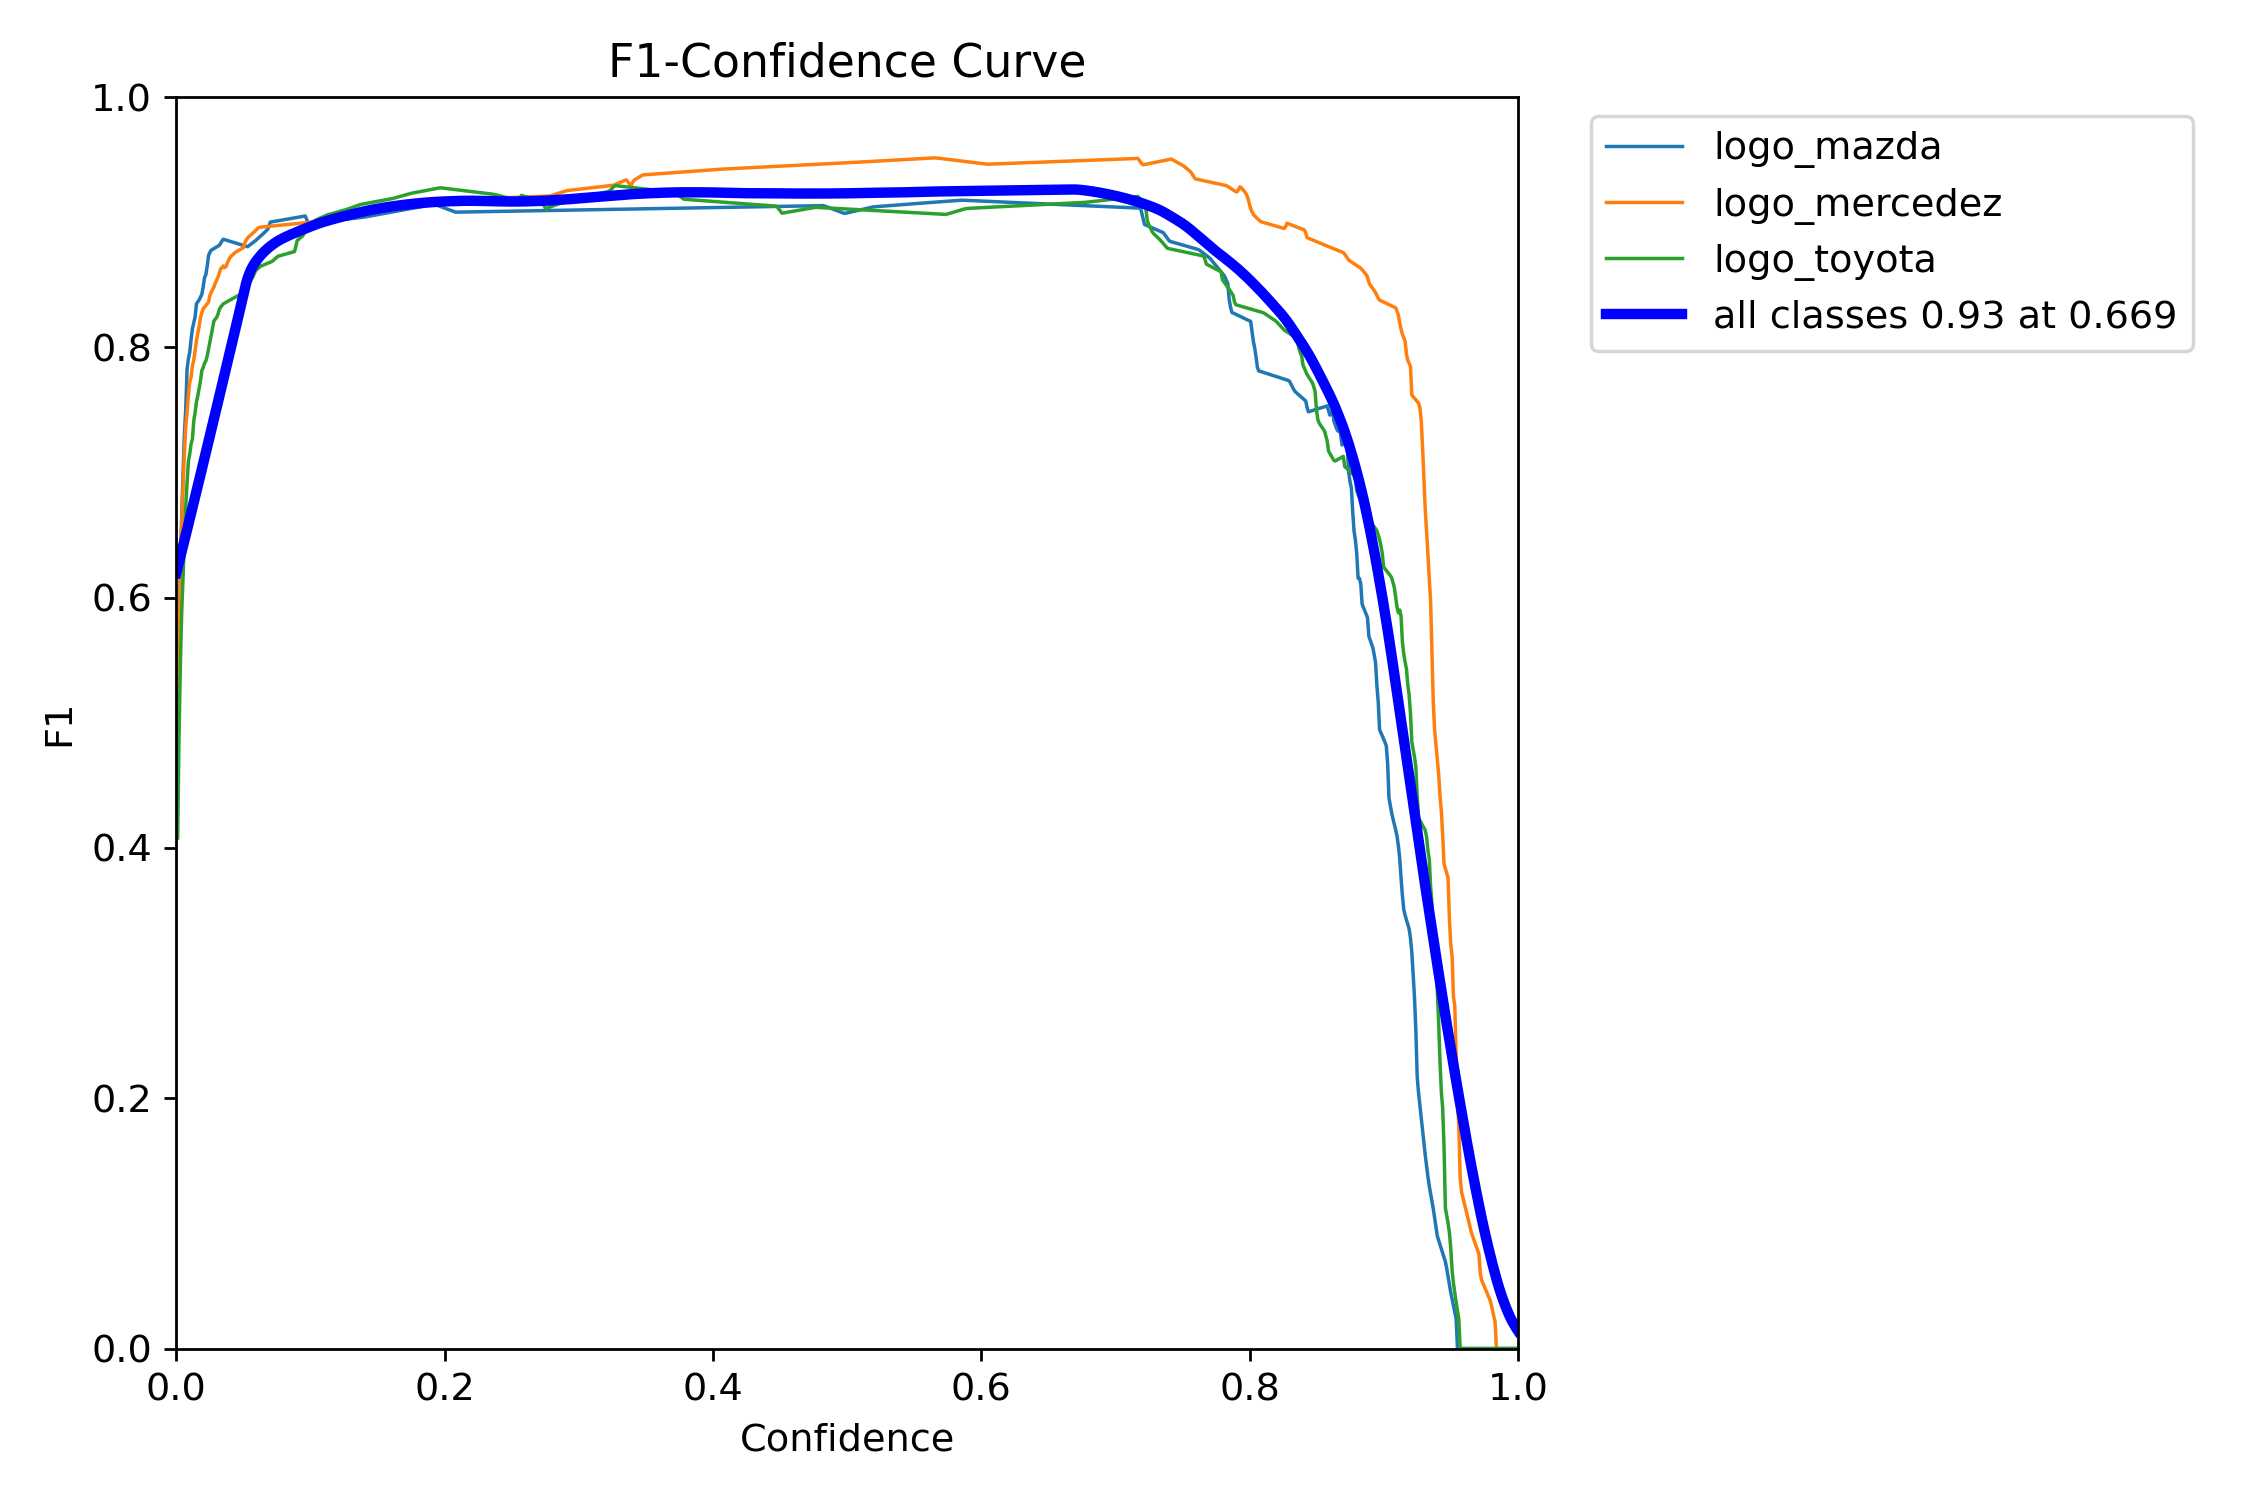 F1-Confidence Curve
1.0
0.8
0.6
0.4
0.2
0.0
F1
0.0 0.2 0.4 0.6 0.8 1.0
Confidence
logo_mazda
logo_mercedez
logo_toyota
all classes 0.93 at 0.669